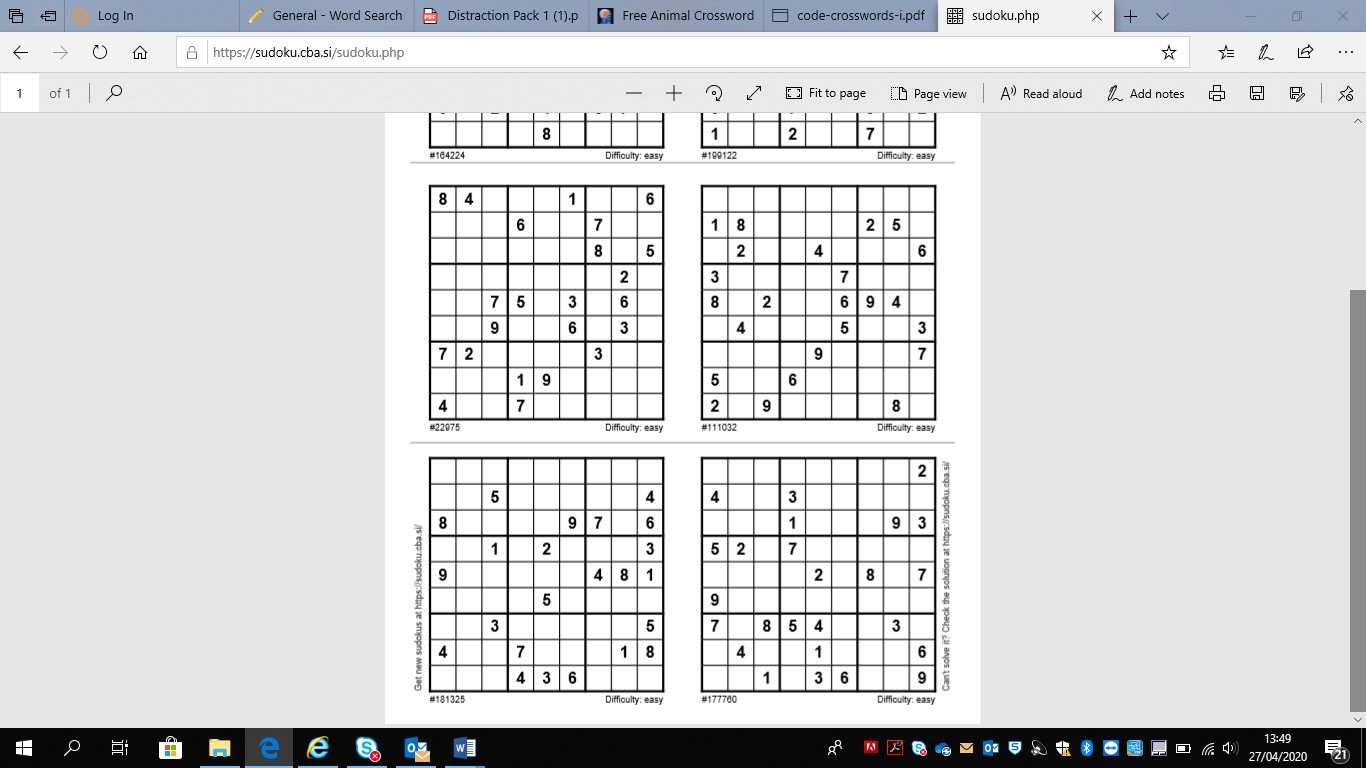 Log In
General - Word Search
Distraction Pack 1 (1).p
Free Animal Crossword
code-crosswords-i.pdf
sudoku.php
https://sudoku.cba.si/sudoku.php
1 of 1
Fit to page
Page view
Read aloud
Add notes
8
1 2 7
#164224 Difficulty: easy
#199122 Difficulty: easy
8 4 1 6
6 7
8 5
2
7 5 3 6
9 6 3
7 2 3
1 9
4 7
#22975 Difficulty: easy
1 8 2 5
2 4 6
3 7
8 2 6 9 4
4 5 3
9 7
5 6
2 9 8
#111032 Difficulty: easy
Get new sudokus at https://sudoku.cba.si/
5 4
8 9 7 6
1 2 3
9 4 8 1
5
3 5
4 7 1 8
4 3 6
#181325 Difficulty: easy
2
4 3
1 9 3
5 2 7
2 8 7
9
7 8 5 4 3
4 1 6
1 3 6 9
#177760 Difficulty: easy
Can't solve it? Check the solution at https://sudoku.cba.si/
13:49
27/04/2020
21